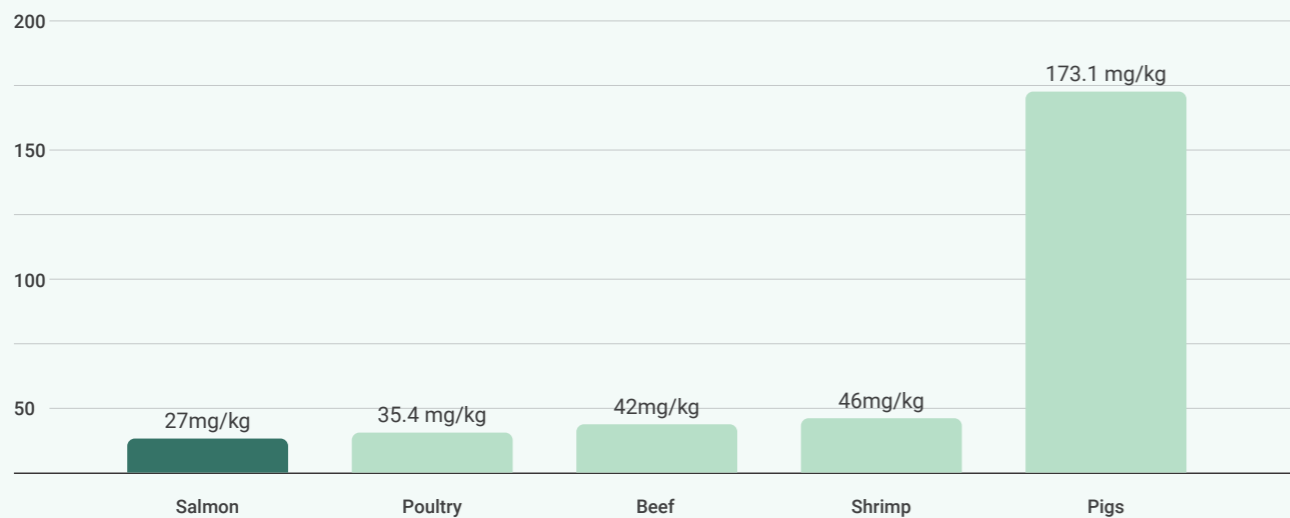 200
173.1 mg/kg
150
100
50
27mg/kg
35.4 mg/kg
42mg/kg
46mg/kg
Salmon
Poultry
Beef
Shrimp
Pigs